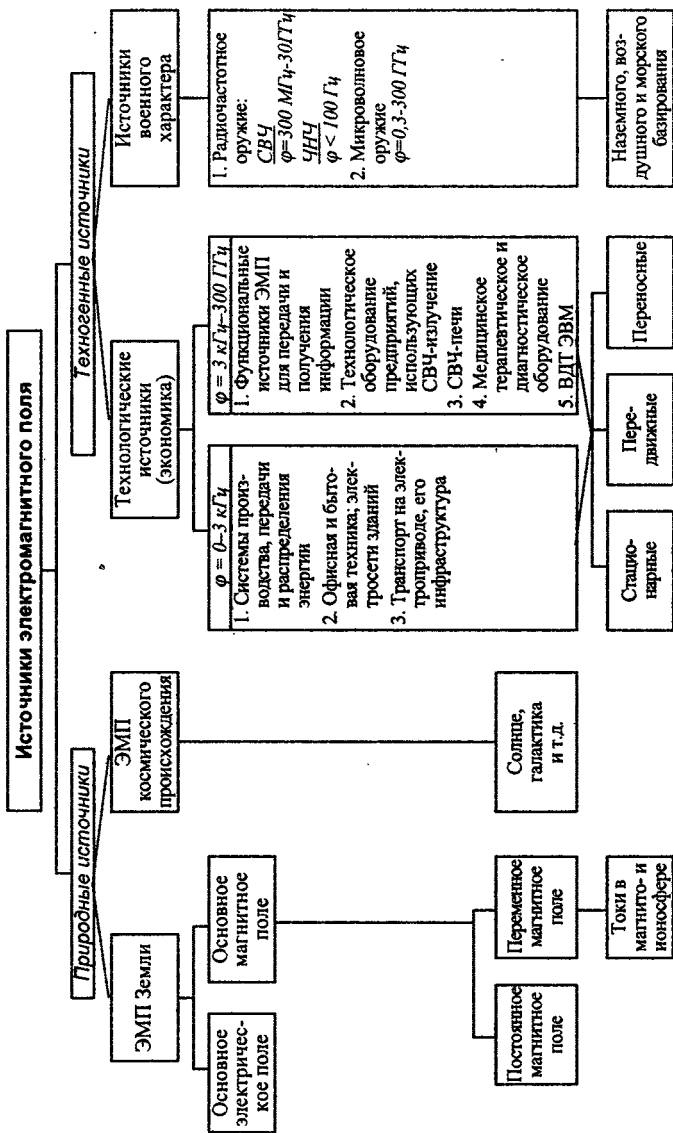 Источники электромагнитного поля
Природные источники
Техногенные источники
ЭМП Земли
ЭМП
космического
происхождения
Технологические
источники
(экономика)
Источники
военного
характера
Основное
электричес-
кое поле
Основное
магнитное
поле
φ = 0–3 кГц
1. Системы произ-
водства, передачи
и распределения
энергии
2. Офисная и быто-
вая техника; элек-
тросети зданий
3. Транспорт на элек-
троприводе, его
инфраструктура
φ = 3 кГц–300 ГГц
1. Функциональные
источники ЭМП
для передачи и
получения
информации
2. Технологическое
оборудование
предприятий,
использующих
СВЧ-излучение
3. СВЧ-печи
4. Медицинское
терапевтическое и
диагностическое
оборудование
5. ВДТ ЭВМ
1. Радиочастотное
оружие:
СВЧ
φ=300 МГц-30ГГц
ЧНЧ
φ < 100 Гц
2. Микроволновое
оружие
φ=0,3-300 ГГц
Постоянное
магнитное
поле
Переменное
магнитное
поле
Солнце,
галактика
и т.д.
Токи в
магнито- и
ионосфере
Стацио-
нарные
Пере-
движные
Переносные
Наземного, воз-
душного и морского
базирования